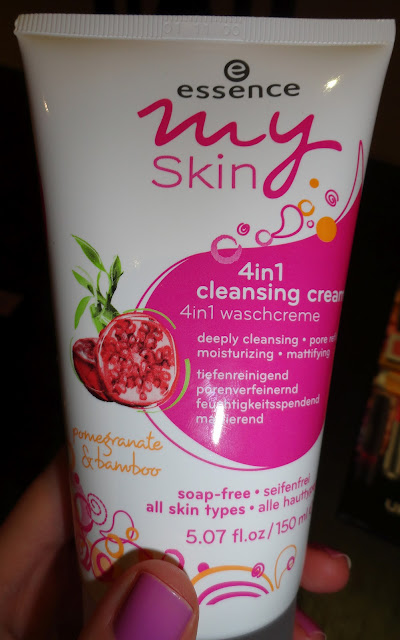 essence
my
Skin
4in1
cleansing cream
4in1 waschcreme
deeply cleansing • pore
moisturizing • mattifying
tiefenreinigend
porenverfeinernd
feuchtigkeitsspendend
mattierend
pomegranate
& bamboo
soap-free • seifenfrei
all skin types • alle
5.07 fl.oz/150 ml